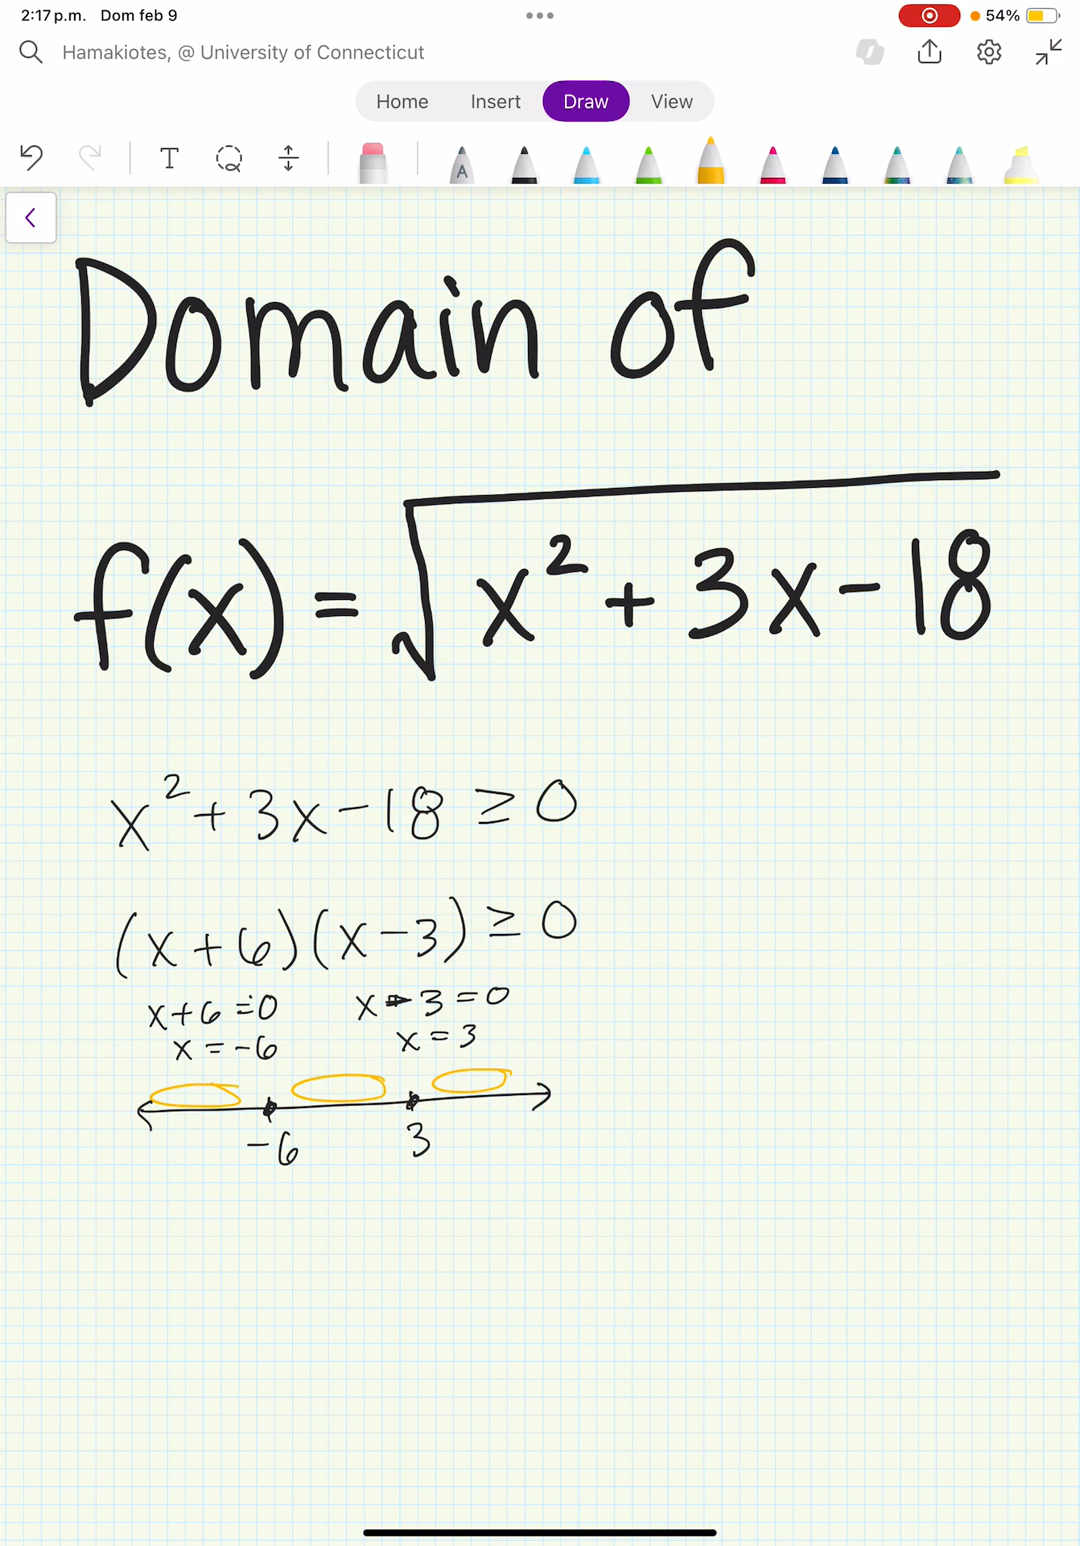 2:17 p.m. Dom feb 9
54%
Hamakiotes, @ University of Connecticut
Home Insert Draw View
T A
Domain of
f(x) = √x² + 3x - 18
x² + 3x - 18 ≥ 0
(x + 6)(x - 3) ≥ 0
x + 6 = 0 x - 3 = 0
x = -6 x = 3
-6 3